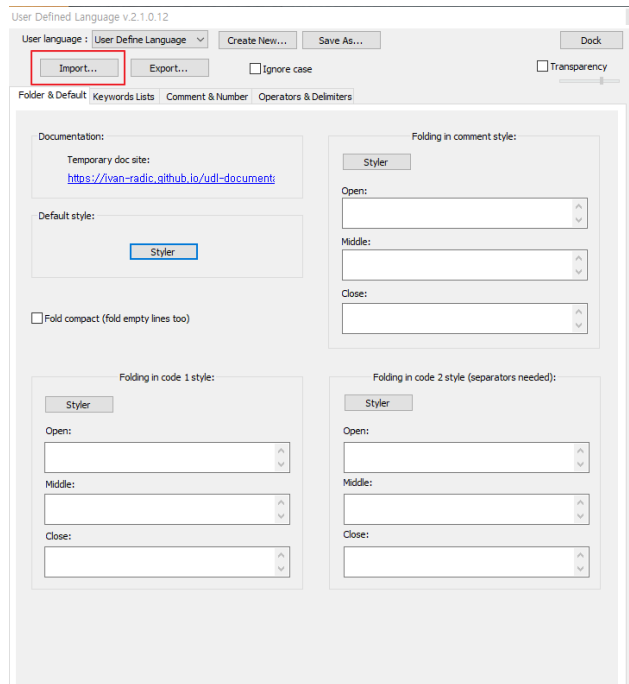 User Defined Language v.2.1.0.12
User language : User Define Language Create New... Save As... Dock
Import... Export... Ignore case Transparency
Folder & Default Keywords Lists Comment & Number Operators & Delimiters
Documentation:
Temporary doc site:
https://ivan-radic.github.io/udl-documenta
Default style:
Styler
Fold compact (fold empty lines too)
Folding in comment style:
Styler
Open:
Middle:
Close:
Folding in code 1 style:
Styler
Open:
Middle:
Close:
Folding in code 2 style (separators needed):
Styler
Open:
Middle:
Close: